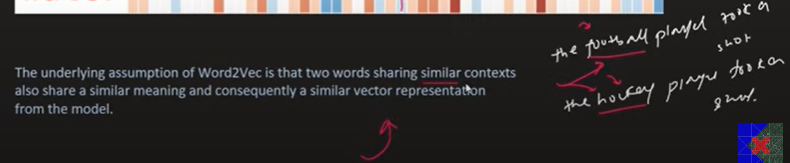 The underlying assumption of Word2Vec is that two words sharing similar contexts
also share a similar meaning and consequently a similar vector representation
from the model.
the football player took a
shot
the hockey player took a
shot.